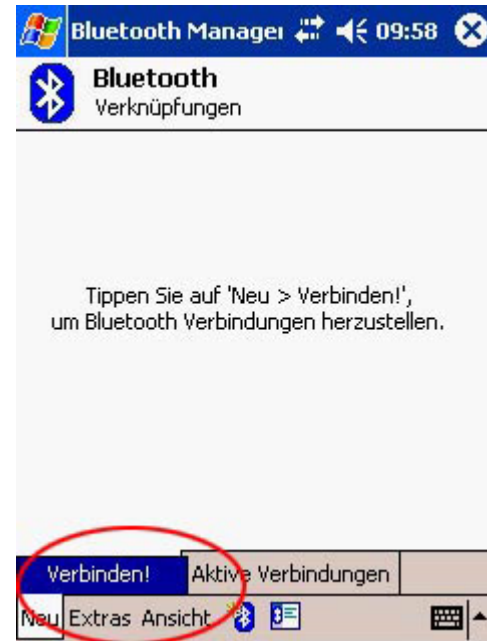 Bluetooth Manager 09:58
Bluetooth
Verknüpfungen
Tippen Sie auf 'Neu > Verbinden!',
um Bluetooth Verbindungen herzustellen.
Verbinden! Aktive Verbindungen
Neu Extras Ansicht